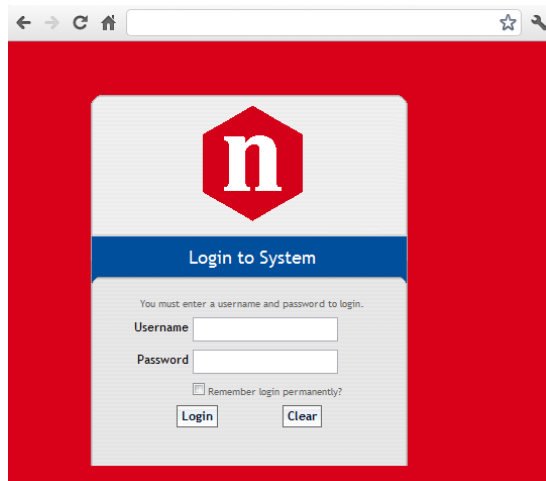 n
Login to System
You must enter a username and password to login.
Username
Password
Remember login permanently?
Login Clear